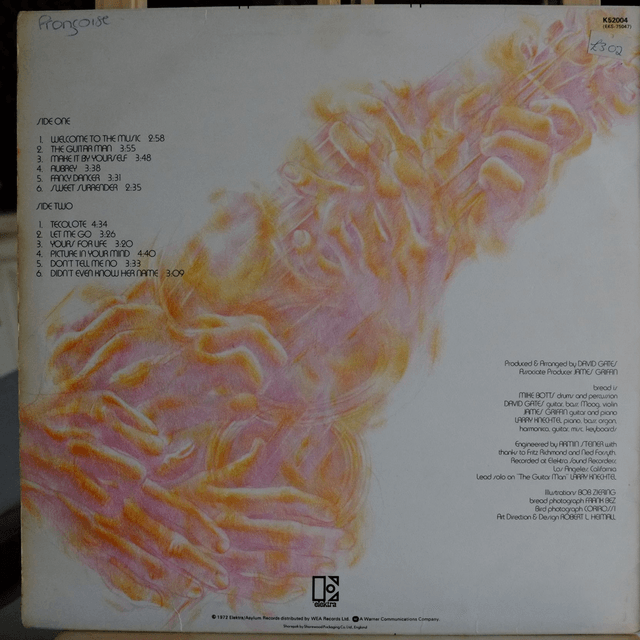 Françoise
K52004
(EKS-75047)
£3.02
SIDE ONE
1. WELCOME TO THE MUSIC 2:58
2. THE GUITAR MAN 3:55
3. MAKE IT BY YOURSELF 3:48
4. AUBREY 3:38
5. FANCY DANCER 3:31
6. SWEET SURRENDER 2:35
SIDE TWO
1. TECOLOTE 4:34
2. LET ME GO 3:26
3. YOURS FOR LIFE 3:20
4. PICTURE IN YOUR MIND 4:40
5. DON'T TELL ME NO 3:33
6 DIDN'T EVEN KNOW HER NAME 3:09
Produced & Arranged by DAVID GATES
Associate Producer JAMES GRIFFIN
bread is
MIKE BOTTS drums and percussion
DAVID GATES guitar, bass, Moog, violin
JAMES GRIFFIN guitar and piano
LARRY KNECHTEL piano, bass, organ,
harmonica, guitar, misc. keyboards
Engineered by ARMIN STEINER with
thanks to Fritz Richmond and Ned Forsyth.
Recorded at Elektra Sound Recorders,
Los Angeles, California
Lead solo on "The Guitar Man" LARRY KNECHTEL
Illustrations BOB ZIERING
bread photograph FRANK BEZ
Bird photograph
Art Direction & Design ROBERT L. HEIMALL
elektra
© 1972 Elektra/Asylum Records distributed by WEA Records Ltd. A Warner Communications Company.